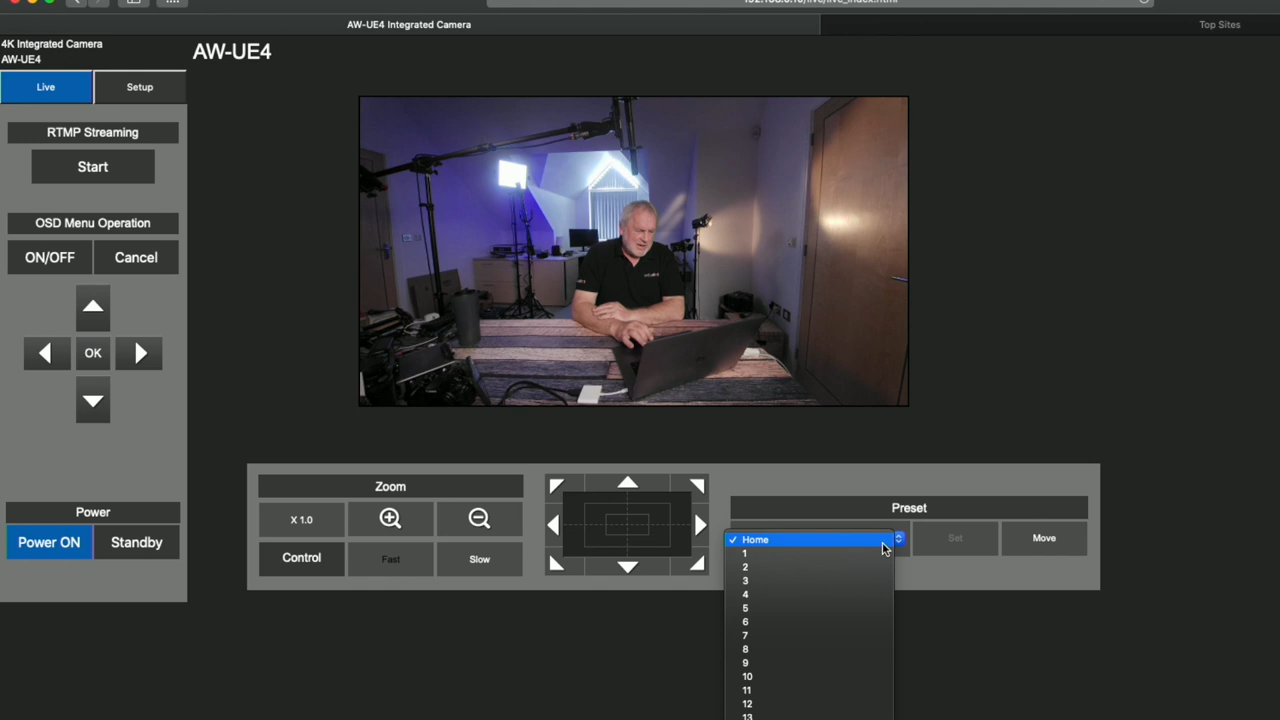 AW-UE4 Integrated Camera
Top Sites
4K Integrated Camera
AW-UE4
AW-UE4
Live
Setup
RTMP Streaming
Start
OSD Menu Operation
ON/OFF
Cancel
OK
Power
Power ON
Standby
Zoom
X 1.0
Control
Fast
Slow
Preset
Set
Move
✓ Home
1
2
3
4
5
6
7
8
9
10
11
12
13